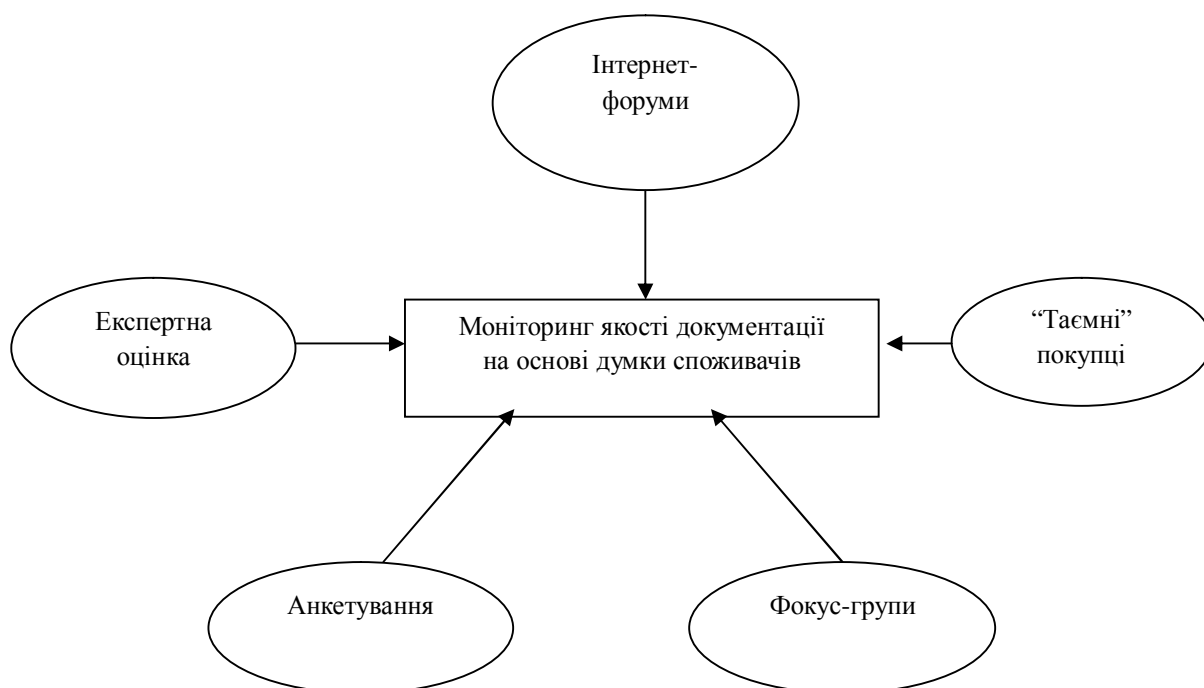 Інтернет-
форуми
Експертна
оцінка
Моніторинг якості документації
на основі думки споживачів
“Таємні”
покупці
Анкетування
Фокус-групи